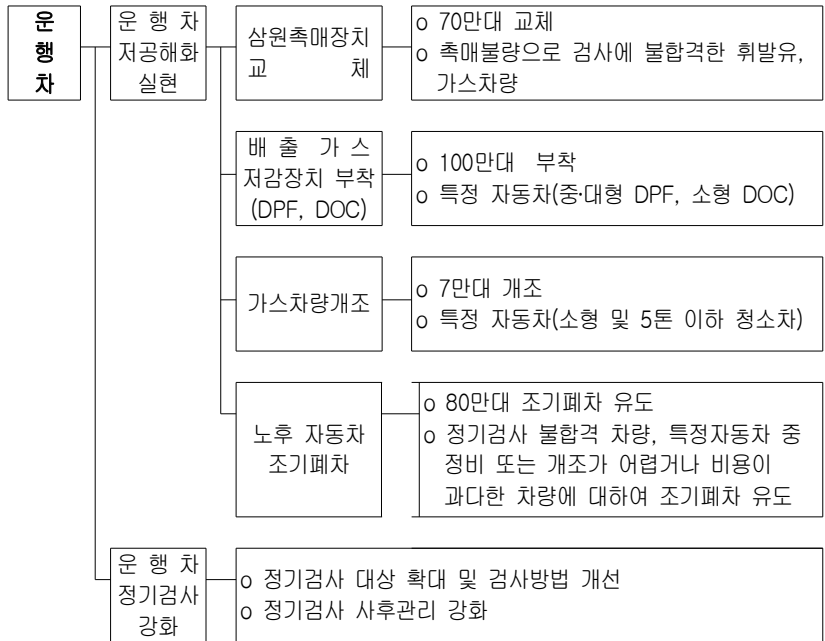 운
행
차
운 행 차
저공해화
실현
삼원촉매장치
교 체
o 70만대 교체
o 촉매불량으로 검사에 불합격한 휘발유,
가스차량
배 출 가 스
저감장치 부착
(DPF, DOC)
o 100만대 부착
o 특정 자동차(중·대형 DPF, 소형 DOC)
가스차량개조
o 7만대 개조
o 특정 자동차(소형 및 5톤 이하 청소차)
노후 자동차
조기폐차
o 80만대 조기폐차 유도
o 정기검사 불합격 차량, 특정자동차 중
정비 또는 개조가 어렵거나 비용이
과다한 차량에 대하여 조기폐차 유도
운 행 차
정기검사
강화
o 정기검사 대상 확대 및 검사방법 개선
o 정기검사 사후관리 강화